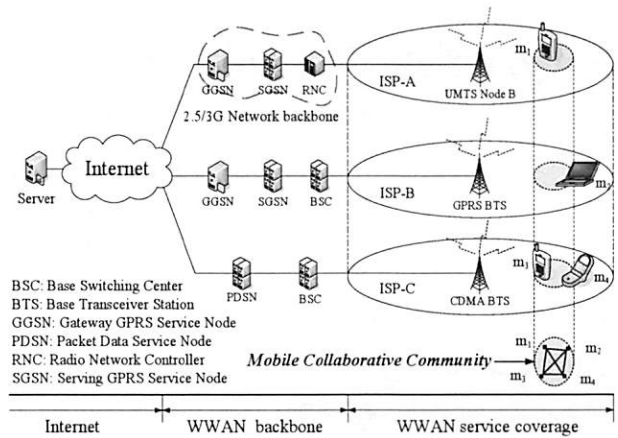 m1
GGSN
SGSN
RNC
ISP-A
UMTS Node B
2.5/3G Network backbone
Internet
Server
GGSN
SGSN
BSC
ISP-B
GPRS BTS
m2
PDSN
BSC
ISP-C
CDMA BTS
m3
m4
BSC: Base Switching Center
BTS: Base Transceiver Station
GGSN: Gateway GPRS Service Node
PDSN: Packet Data Service Node
RNC: Radio Network Controller
SGSN: Serving GPRS Service Node
Mobile Collaborative Community
m1
m2
m3
m4
Internet
WWAN backbone
WWAN service coverage